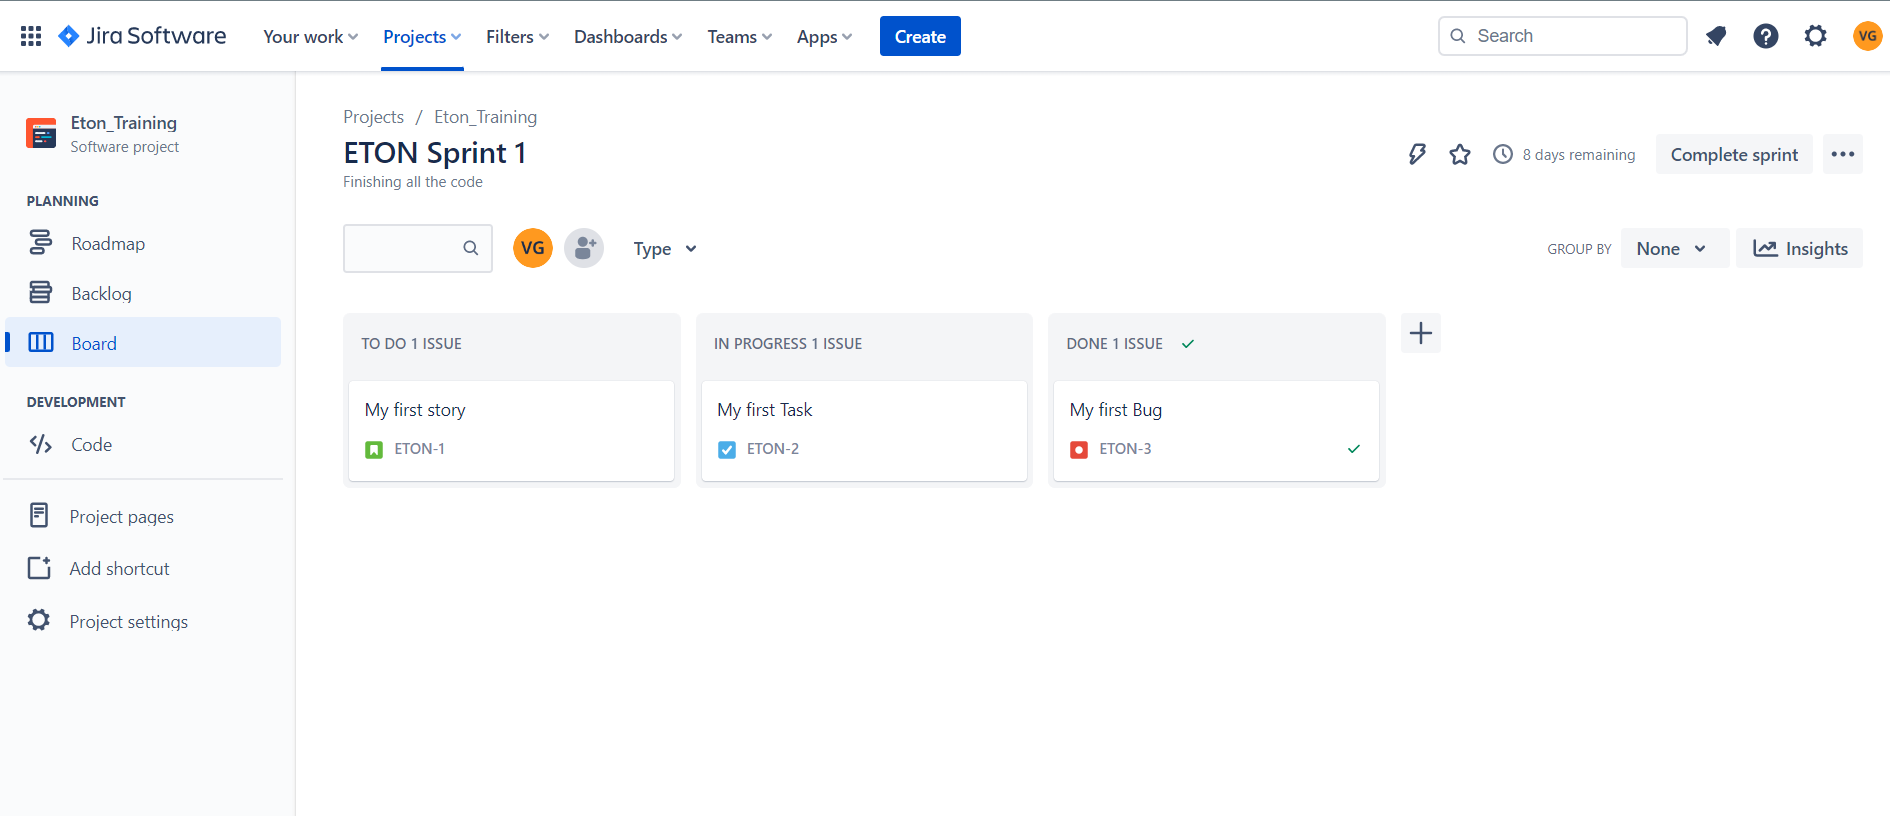 Jira Software
Your work
Projects
Filters
Dashboards
Teams
Apps
Create
Search
VG
Eton_Training
Software project
PLANNING
Roadmap
Backlog
Board
DEVELOPMENT
Code
Project pages
Add shortcut
Project settings
Projects / Eton_Training
ETON Sprint 1
Finishing all the code
8 days remaining
Complete sprint
VG
Type
GROUP BY
None
Insights
TO DO 1 ISSUE
My first story
ETON-1
IN PROGRESS 1 ISSUE
My first Task
ETON-2
DONE 1 ISSUE
My first Bug
ETON-3